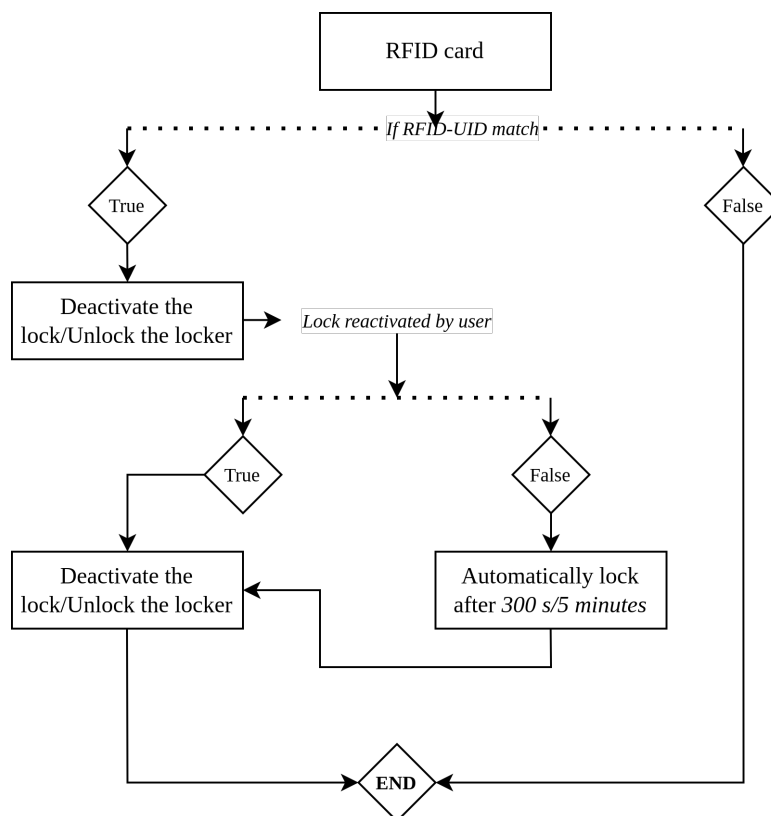 RFID card
If RFID-UID match
True
False
Deactivate the
lock/Unlock the locker
Lock reactivated by user
True
False
Deactivate the
lock/Unlock the locker
Automatically lock
after 300 s/5 minutes
END